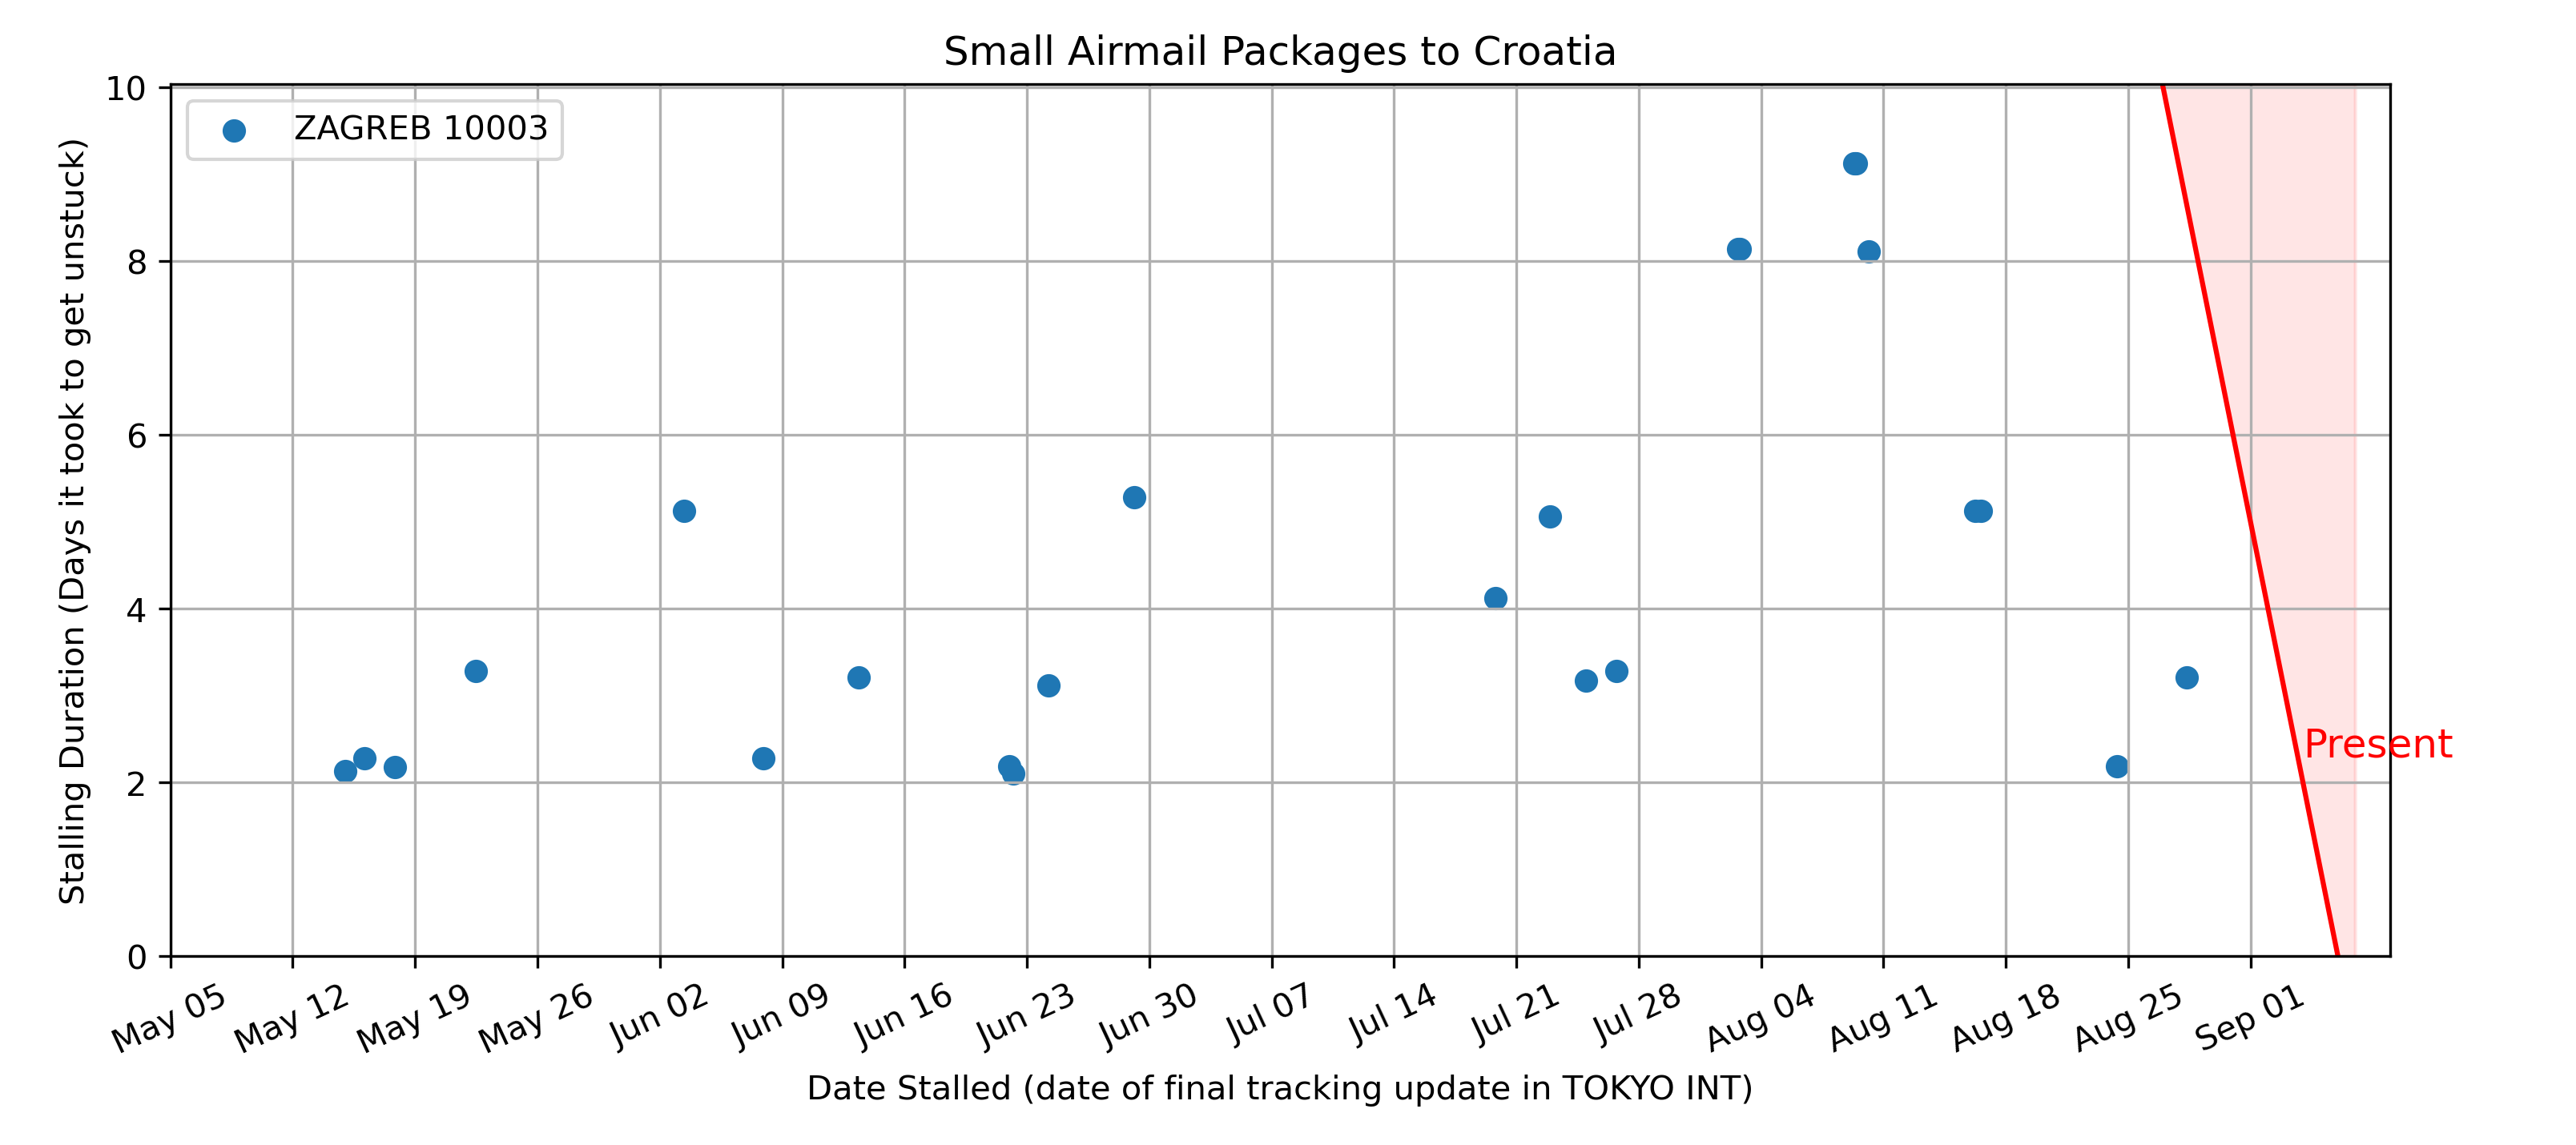 Small Airmail Packages to Croatia
ZAGREB 10003
Stalling Duration (Days it took to get unstuck)
10
8
6
4
2
0
Present
May 05
May 12
May 19
May 26
Jun 02
Jun 09
Jun 16
Jun 23
Jun 30
Jul 07
Jul 14
Jul 21
Jul 28
Aug 04
Aug 11
Aug 18
Aug 25
Sep 01
Date Stalled (date of final tracking update in TOKYO INT)